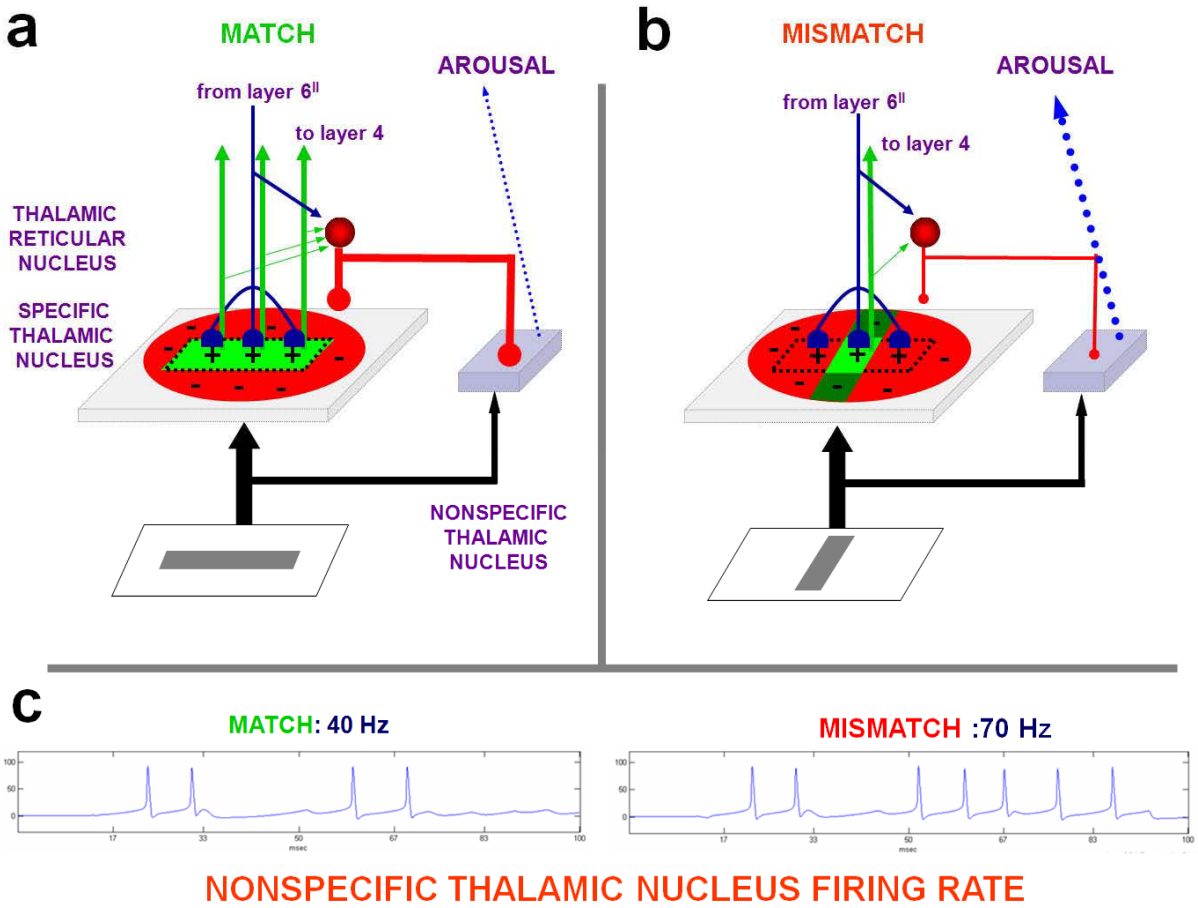 a
MATCH
AROUSAL
from layer 6II
to layer 4
THALAMIC
RETICULAR
NUCLEUS
SPECIFIC
THALAMIC
NUCLEUS
- - - - - - -
+ + +
NONSPECIFIC
THALAMIC
NUCLEUS
b
MISMATCH
AROUSAL
from layer 6II
to layer 4
- - - - - - -
+ + +
c
MATCH: 40 Hz
100
50
0
17 33 50 67 83 100
msec
MISMATCH :70 Hz
100
50
0
17 33 50 67 83 100
msec
NONSPECIFIC THALAMIC NUCLEUS FIRING RATE